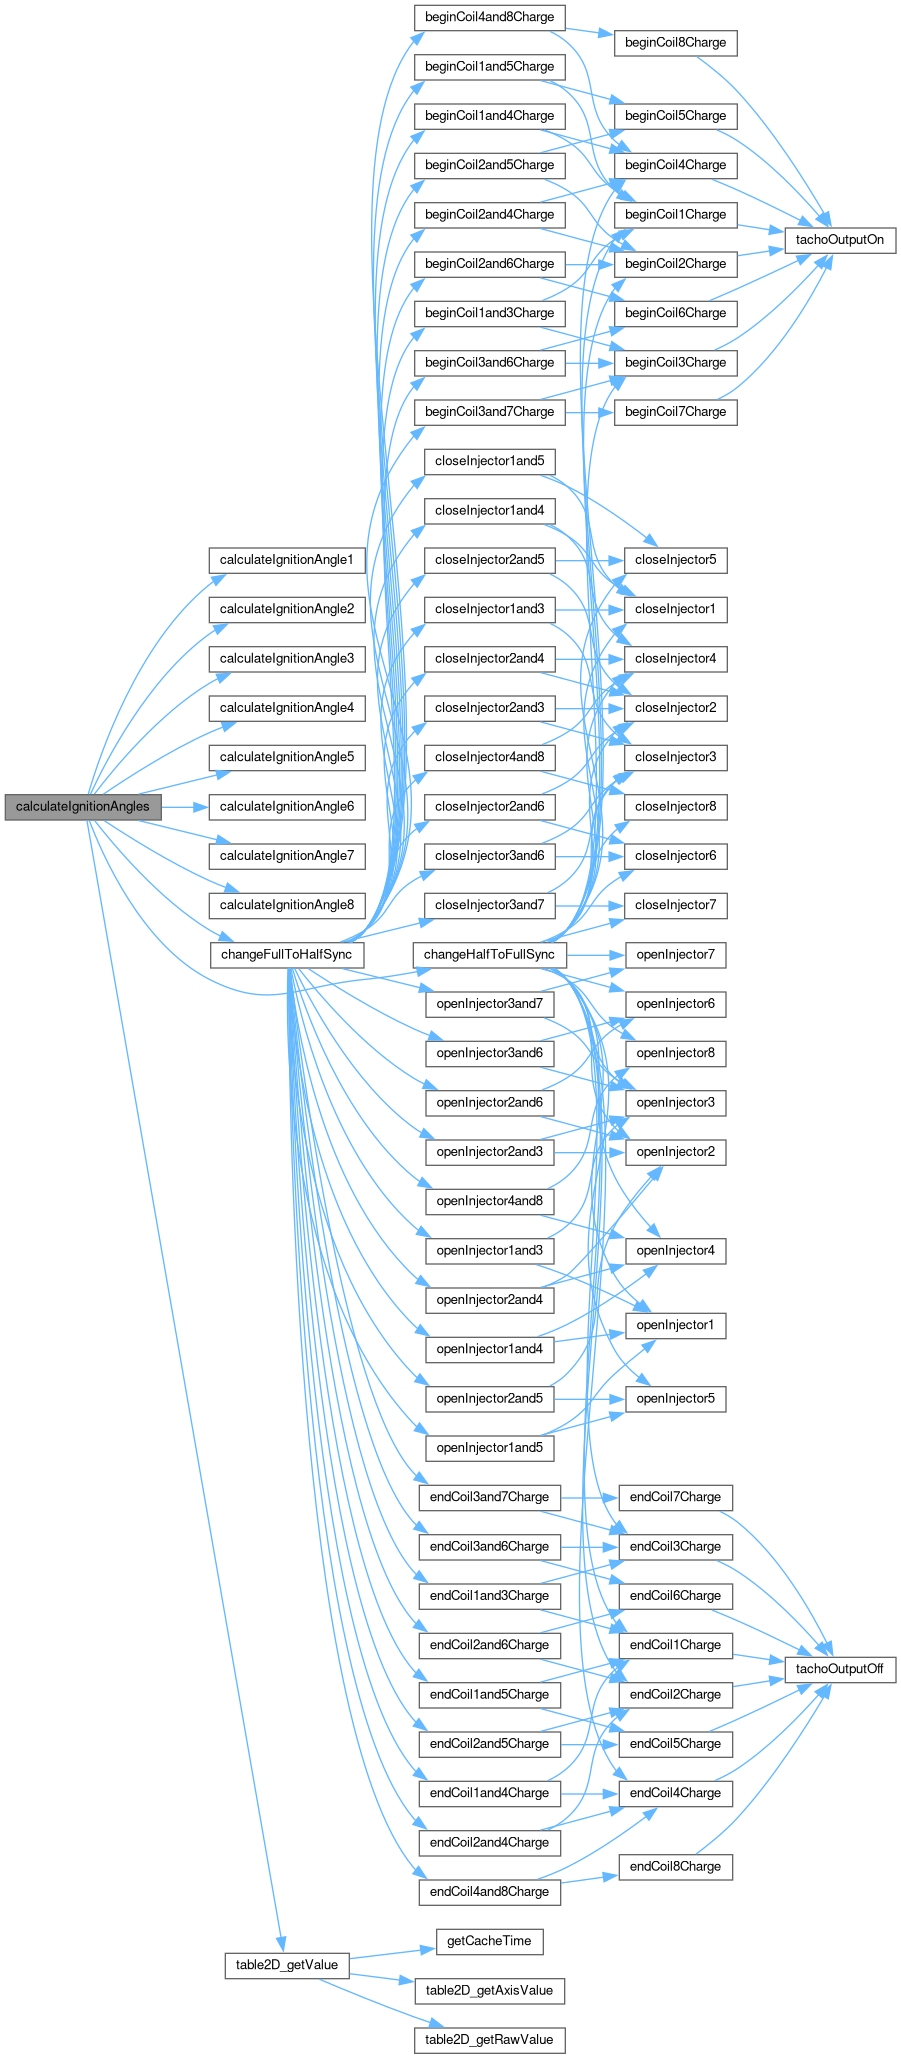 calculateIgnitionAngles
calculateIgnitionAngle1
calculateIgnitionAngle2
calculateIgnitionAngle3
calculateIgnitionAngle4
calculateIgnitionAngle5
calculateIgnitionAngle6
calculateIgnitionAngle7
calculateIgnitionAngle8
changeFullToHalfSync
table2D_getValue
beginCoil4and8Charge
beginCoil1and5Charge
beginCoil1and4Charge
beginCoil2and5Charge
beginCoil2and4Charge
beginCoil2and6Charge
beginCoil1and3Charge
beginCoil3and6Charge
beginCoil3and7Charge
closeInjector1and5
closeInjector1and4
closeInjector2and5
closeInjector1and3
closeInjector2and4
closeInjector2and3
closeInjector4and8
closeInjector2and6
closeInjector3and6
closeInjector3and7
changeHalfToFullSync
openInjector3and7
openInjector3and6
openInjector2and6
openInjector2and3
openInjector4and8
openInjector1and3
openInjector2and4
openInjector1and4
openInjector2and5
openInjector1and5
endCoil3and7Charge
endCoil3and6Charge
endCoil1and3Charge
endCoil2and6Charge
endCoil1and5Charge
endCoil2and5Charge
endCoil1and4Charge
endCoil2and4Charge
endCoil4and8Charge
getCacheTime
table2D_getAxisValue
table2D_getRawValue
beginCoil8Charge
beginCoil5Charge
beginCoil4Charge
beginCoil1Charge
beginCoil2Charge
beginCoil6Charge
beginCoil3Charge
beginCoil7Charge
closeInjector5
closeInjector1
closeInjector4
closeInjector2
closeInjector3
closeInjector8
closeInjector6
closeInjector7
openInjector7
openInjector6
openInjector8
openInjector3
openInjector2
openInjector4
openInjector1
openInjector5
endCoil7Charge
endCoil3Charge
endCoil6Charge
endCoil1Charge
endCoil2Charge
endCoil5Charge
endCoil4Charge
endCoil8Charge
tachoOutputOn
tachoOutputOff